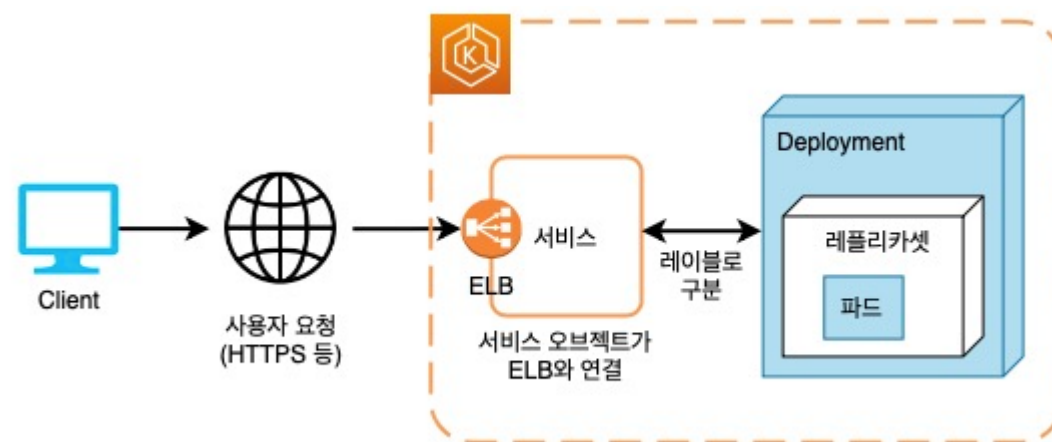 K
Deployment
레플리카셋
파드
서비스
ELB
레이블로
구분
Client
사용자 요청
(HTTPS 등)
서비스 오브젝트가
ELB와 연결